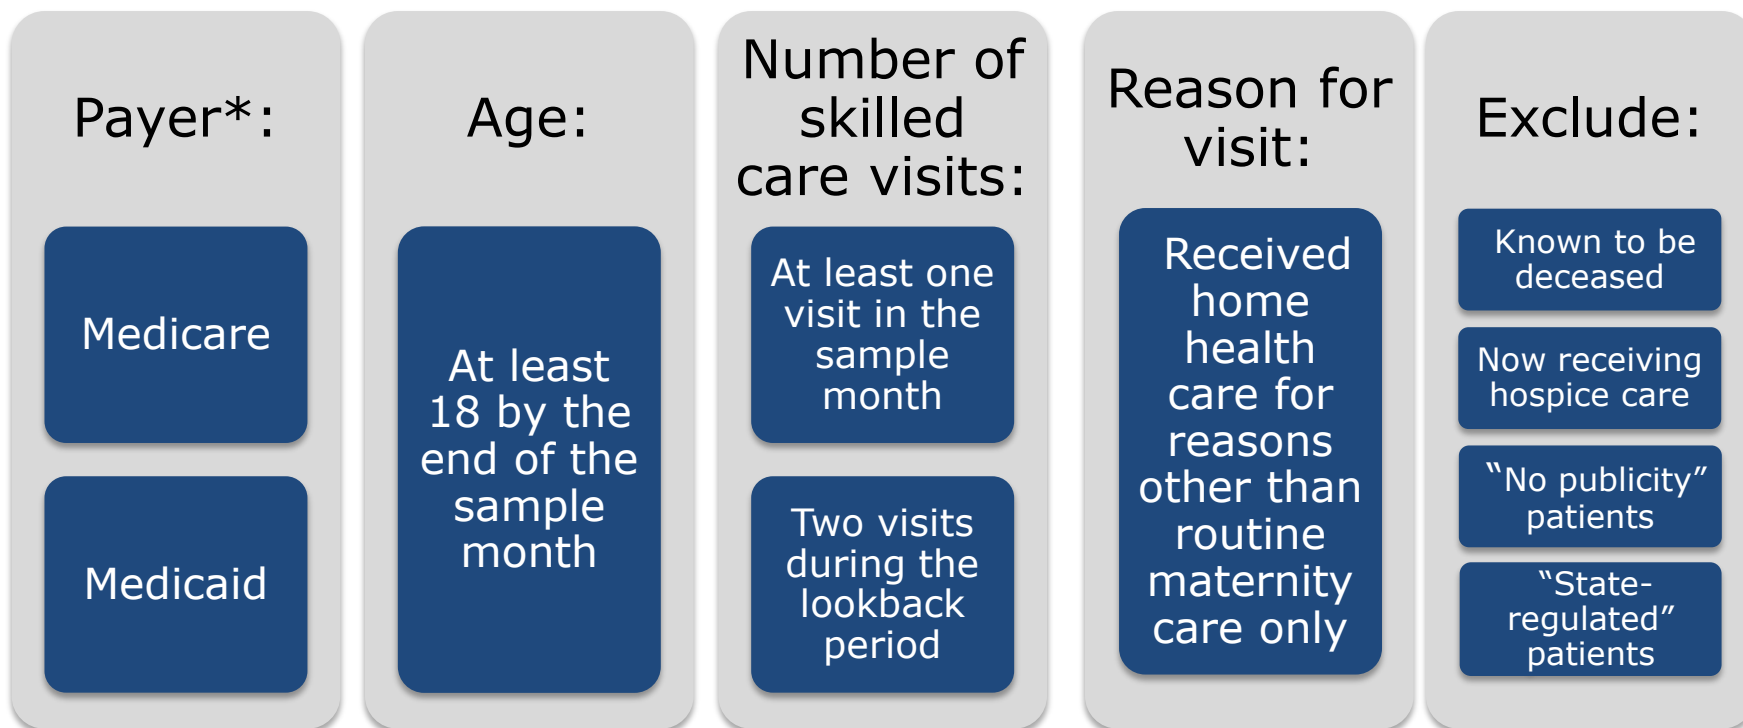 Payer*:
Medicare
Medicaid
Age:
At least
18 by the
end of the
sample
month
Number of
skilled
care visits:
At least one
visit in the
sample
month
Two visits
during the
lookback
period
Reason for
visit:
Received
home
health
care for
reasons
other than
routine
maternity
care only
Exclude:
Known to be
deceased
Now receiving
hospice care
“No publicity”
patients
“State-
regulated”
patients